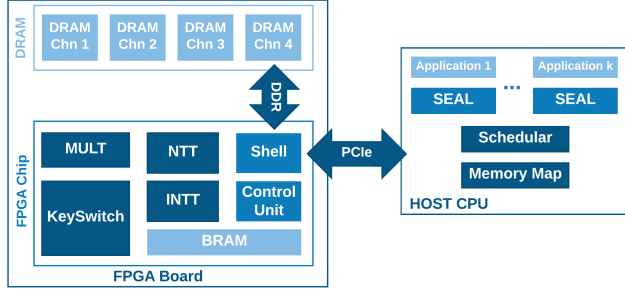 DRAM
DRAM
Chn 1
DRAM
Chn 2
DRAM
Chn 3
DRAM
Chn 4
DDR
FPGA Chip
MULT
NTT
Shell
KeySwitch
INTT
Control
Unit
BRAM
FPGA Board
PCIe
Application 1
...
Application k
SEAL
SEAL
Schedular
Memory Map
HOST CPU